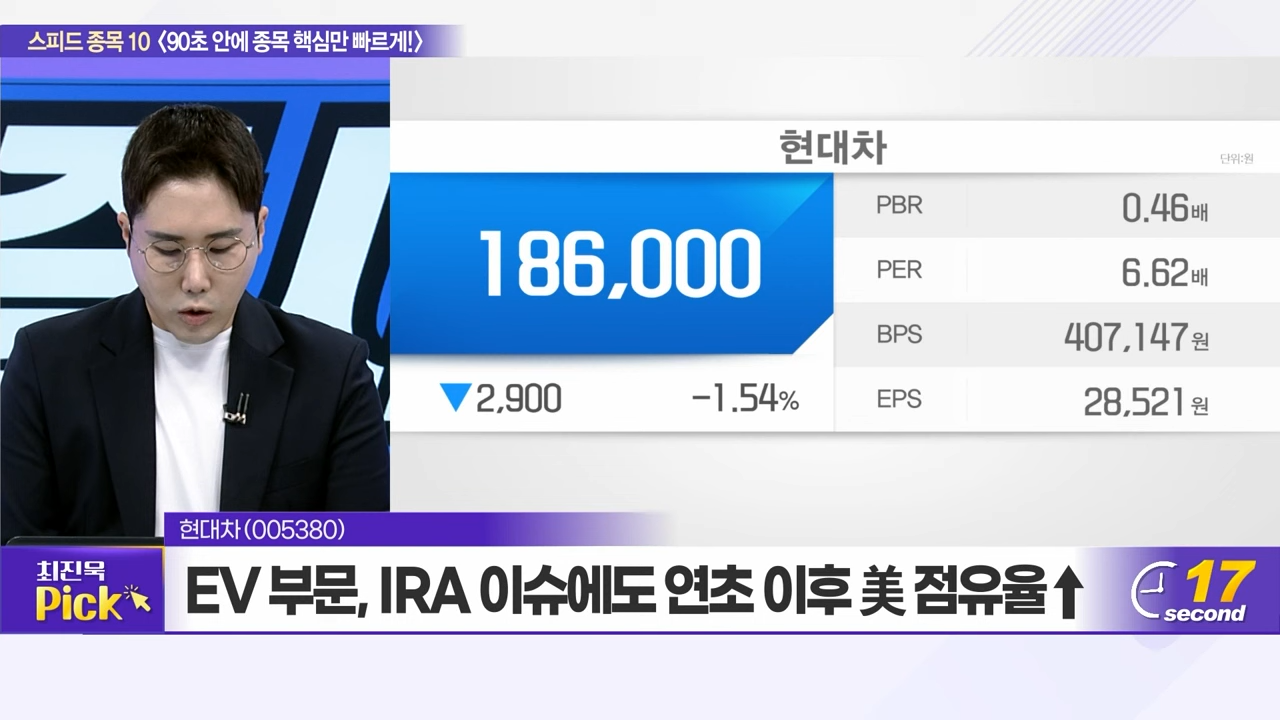 스피드 종목 10 〈90초 안에 종목 핵심만 빠르게!〉
현대차
단위:원
186,000
▼2,900 -1.54%
PBR 0.46배
PER 6.62배
BPS 407,147원
EPS 28,521원
현대차(005380)
최진욱
Pick
EV 부문, IRA 이슈에도 연초 이후 美 점유율↑
17
second